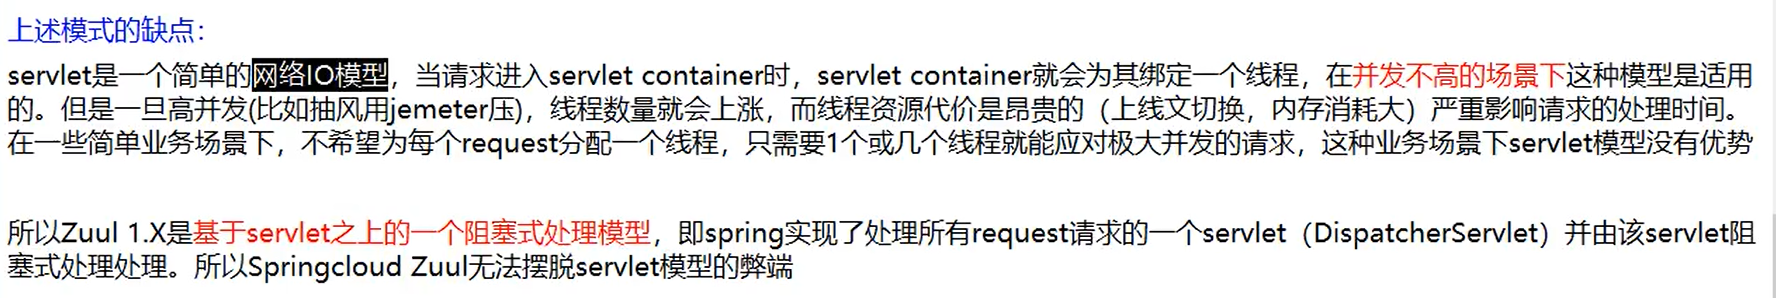 上述模式的缺点：
servlet是一个简单的网络IO模型，当请求进入servlet container时，servlet container就会为其绑定一个线程，在并发不高的场景下这种模型是适用
的。但是一旦高并发(比如抽风用jemeter压)，线程数量就会上涨，而线程资源代价是昂贵的（上线文切换，内存消耗大）严重影响请求的处理时间。
在一些简单业务场景下，不希望为每个request分配一个线程，只需要1个或几个线程就能应对极大并发的请求，这种业务场景下servlet模型没有优势
所以Zuul 1.X是基于servlet之上的一个阻塞式处理模型，即spring实现了处理所有request请求的一个servlet（DispatcherServlet）并由该servlet阻
塞式处理处理。所以Springcloud Zuul无法摆脱servlet模型的弊端